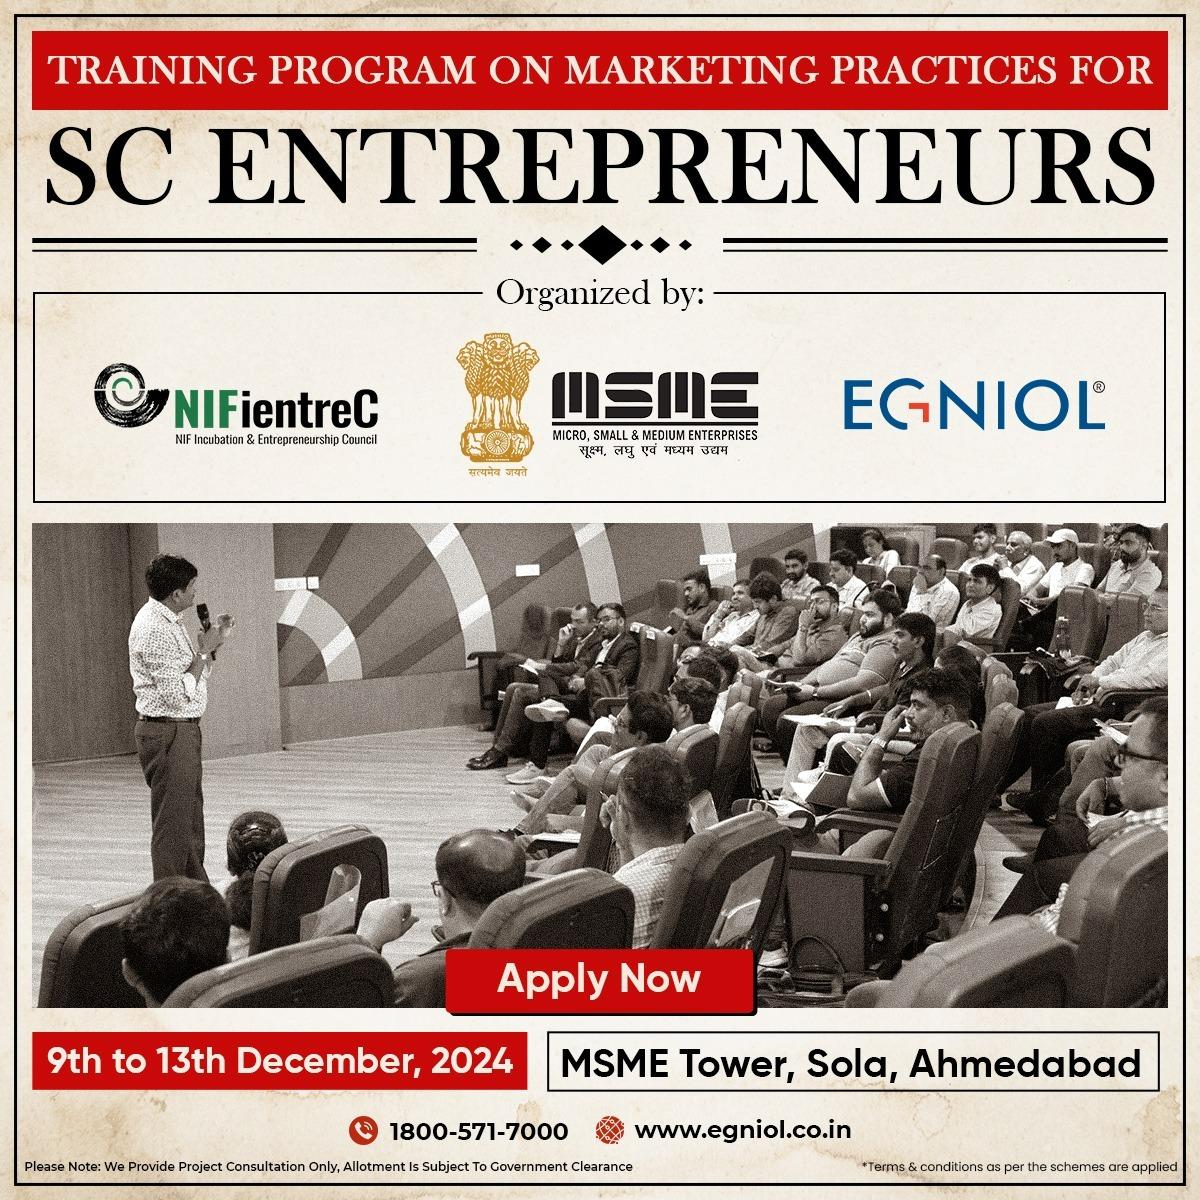 TRAINING PROGRAM ON MARKETING PRACTICES FOR
SC ENTREPRENEURS
Organized by:
NIFientreC
NIF Incubation & Entrepreneurship Council
सत्यमेव जयते
MSME
MICRO, SMALL & MEDIUM ENTERPRISES
सूक्ष्म, लघु एवं मध्यम उद्यम
EGNIOL®
Apply Now
9th to 13th December, 2024
MSME Tower, Sola, Ahmedabad
1800-571-7000
www.egniol.co.in
Please Note: We Provide Project Consultation Only, Allotment Is Subject To Government Clearance
*Terms & conditions as per the schemes are applied